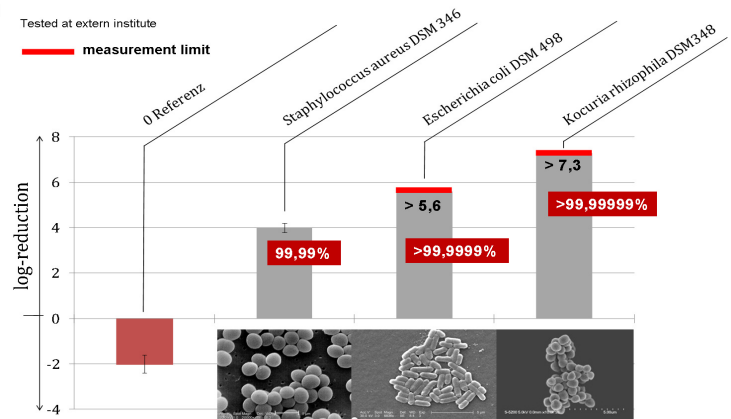 Tested at extern institute
measurement limit
0 Referenz
Staphylococcus aureus DSM 346
Escherichia coli DSM 498
Kocuria rhizophila DSM348
log-reduction
8
6
4
2
0
-2
-4
99,99%
> 5,6
>99,9999%
> 7,3
>99,99999%